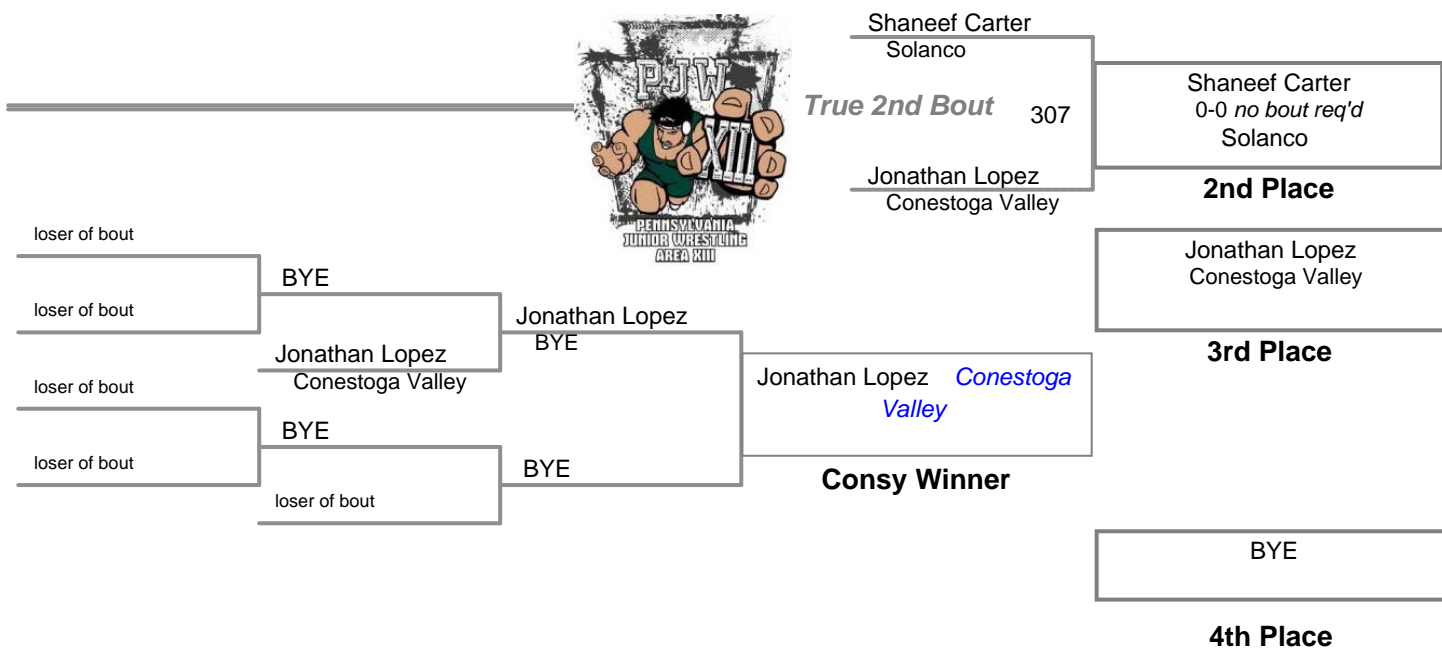 Shaneef Carter
Solanco
True 2nd Bout
307
Jonathan Lopez
Conestoga Valley
Shaneef Carter
0-0 no bout req'd
Solanco
2nd Place
PJW
XIII
PENNSYLVANIA
JUNIOR WRESTLING
AREA XIII
Jonathan Lopez
Conestoga Valley
3rd Place
loser of bout
loser of bout
BYE
Jonathan Lopez
Conestoga Valley
loser of bout
loser of bout
BYE
loser of bout
Jonathan Lopez
BYE
BYE
Jonathan Lopez Conestoga
Valley
Consy Winner
BYE
4th Place